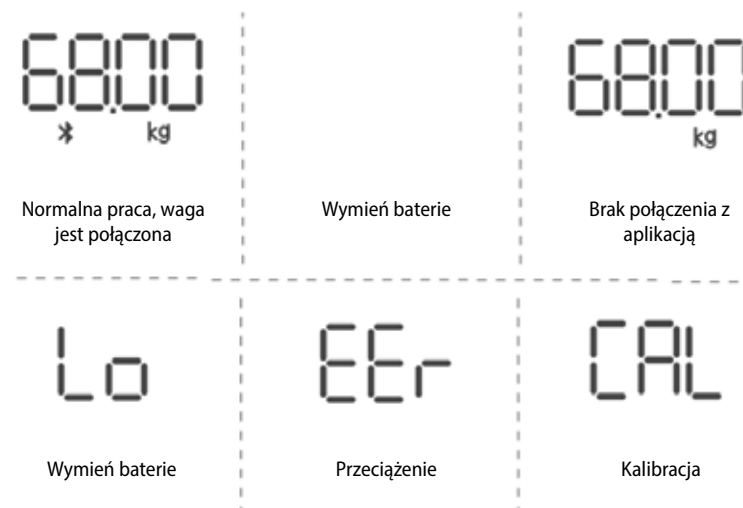 68.00 68.00
kg kg
Normalna praca, waga
jest połączona
Wymień baterie
Brak połączenia z
aplikacją
Lo EEr CAL
Wymień baterie
Przeciążenie
Kalibracja